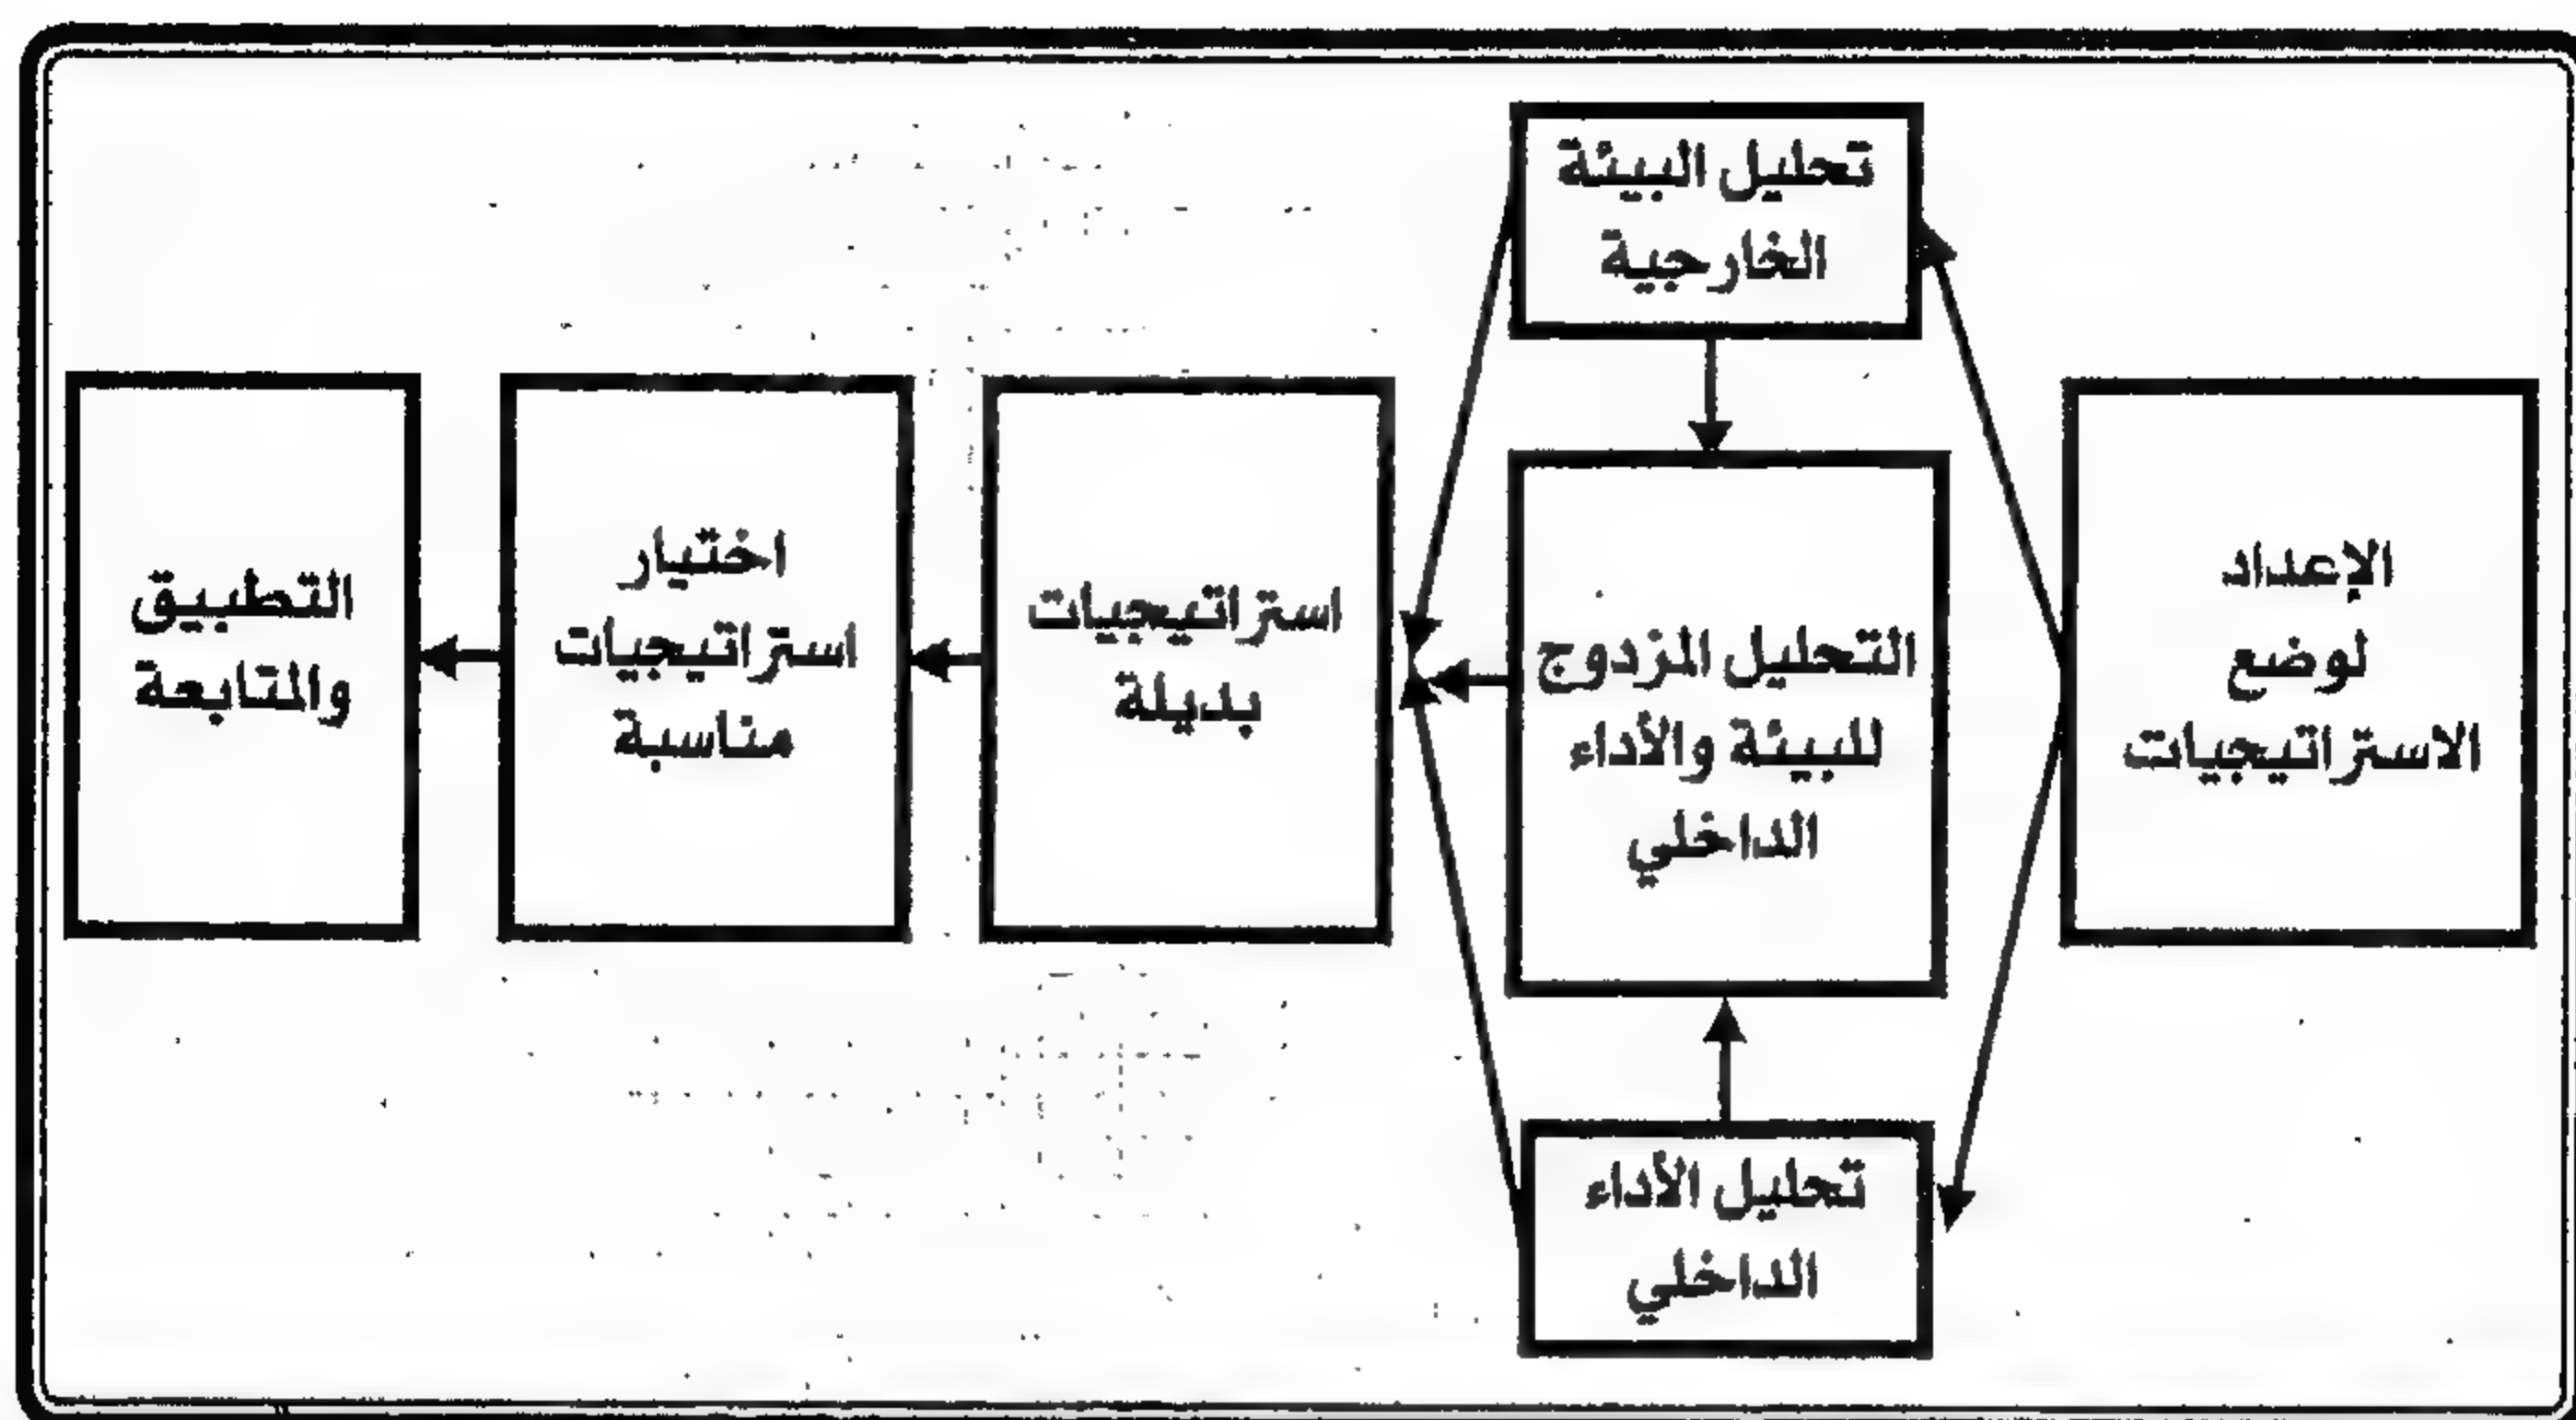 الإعداد
لوضع
الاستراتيجيات
تحليل البيئة
الخارجية
التحليل المزدوج
للبيئة والأداء
الداخلي
تحليل الأداء
الداخلي
استراتيجيات
بديلة
اختيار
استراتيجيات
مناسبة
التطبيق
والمتابعة